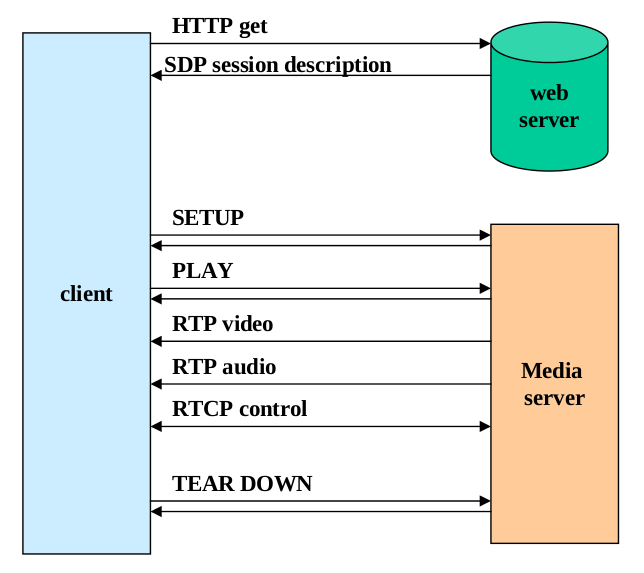 HTTP get
SDP session description
web
server
SETUP
PLAY
client
RTP video
RTP audio
Media
server
RTCP control
TEAR DOWN